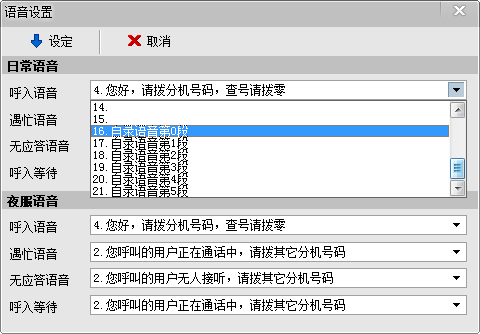 语音设置
设定 取消
日常语音
呼入语音 4.您好，请拨分机号码，查号请拨零
14.
遇忙语音 15.
16.自录语音第0段
无应答语音 17.自录语音第1段
18.自录语音第2段
呼入等待 19.自录语音第3段
20.自录语音第4段
21.自录语音第5段
夜服语音
呼入语音 4.您好，请拨分机号码，查号请拨零
遇忙语音 2.您呼叫的用户正在通话中，请拨其它分机号码
无应答语音 2.您呼叫的用户无人接听，请拨其它分机号码
呼入等待 2.您呼叫的用户正在通话中，请拨其它分机号码